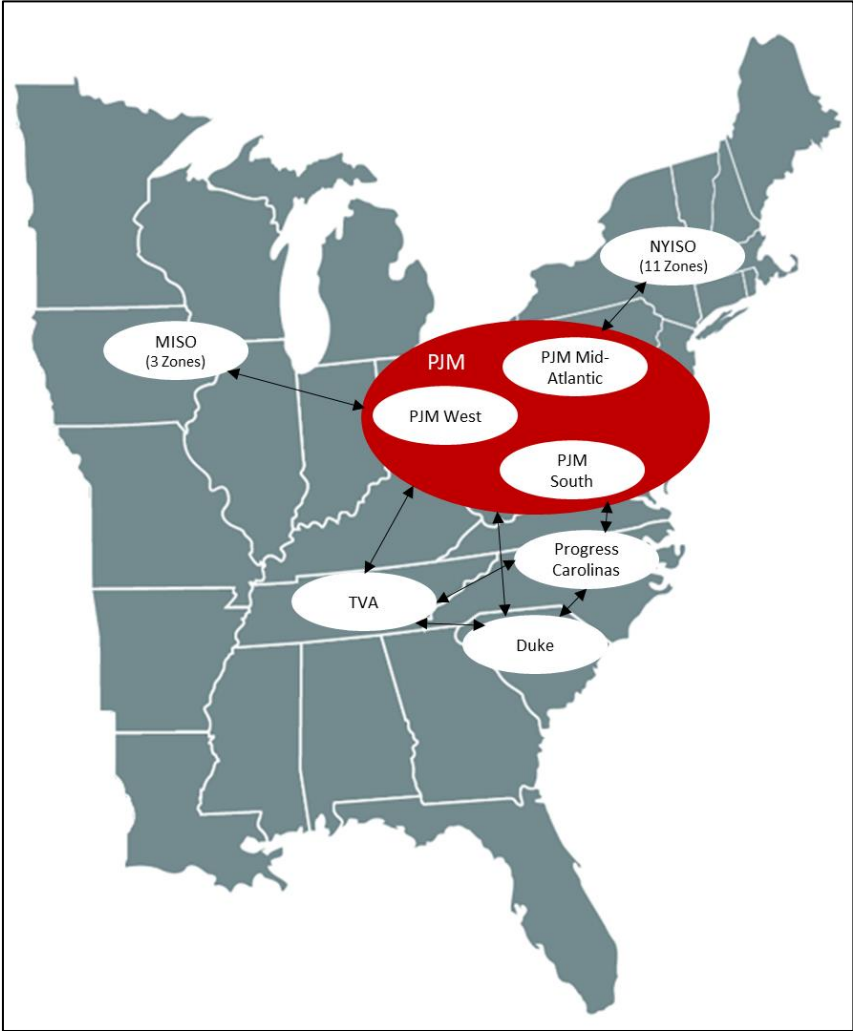 NYISO
(11 Zones)
MISO
(3 Zones)
PJM
PJM Mid-
Atlantic
PJM West
PJM
South
Progress
Carolinas
TVA
Duke